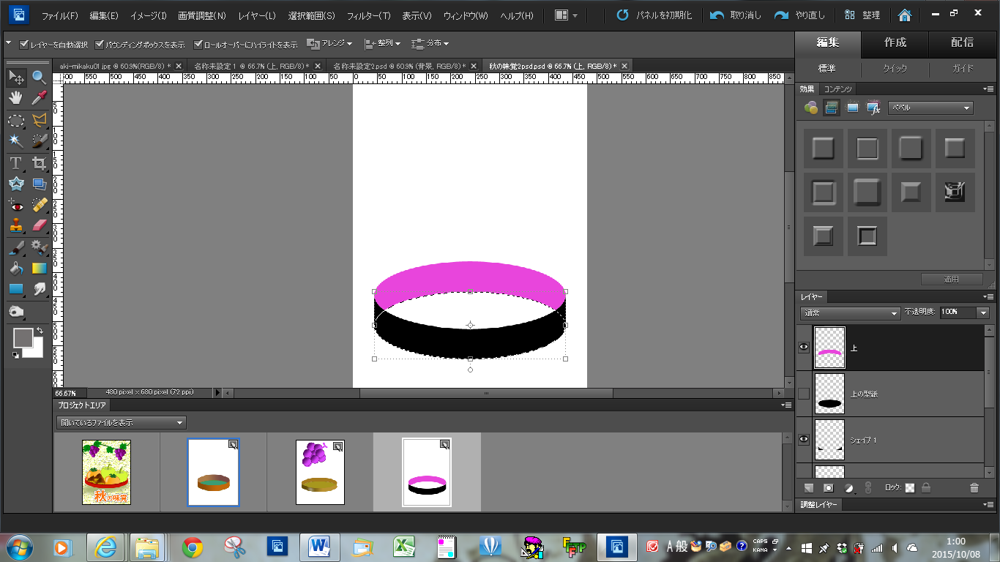 ファイル(F) 編集(E) イメージ(I) 画質調整(N) レイヤー(L) 選択範囲(S) フィルター(T) 表示(V) ウィンドウ(W) ヘルプ(H) パネルを初期化 取り消し やり直し 整理
レイヤーを自動選択 バウンディングボックスを表示 ロールオーバーにハイライトを表示 アレンジ 整列 分布
編集 作成 配信
標準 クイック ガイド
aki-mikaku01.jpg @ 60.9%(RGB/8) * 名称未設定 1 @ 66.7% (上, RGB/8) * 名称未設定2.psd @ 60.9% (背景, RGB/8) * 秋の味覚2psd.psd @ 66.7% (上, RGB/8) *
550 500 450 400 350 300 250 200 150 100 50 0 50 100 150 200 250 300 350 400 450 500 550 600 650 700 750 800 850
効果 コンテンツ
ベベル
適用
レイヤー
通常 不透明度: 100%
上
上の型紙
シェイプ 1
ロック:
調整レイヤー
66.67% 480 pixel x 680 pixel (72 ppi)
プロジェクトエリア
開いているファイルを表示
秋の味覚
A 般 CAPS KANA
1:00
2015/10/08